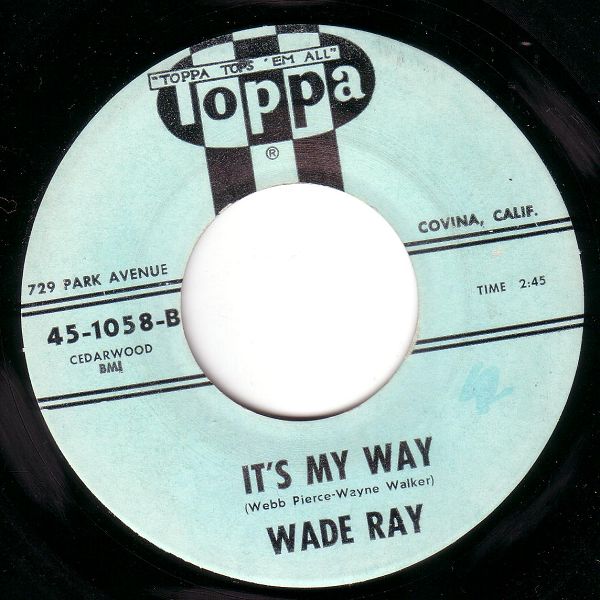 "TOPPA TOPS 'EM ALL"
Toppa
®
729 PARK AVENUE
COVINA, CALIF.
45-1058-B
TIME 2:45
CEDARWOOD
BMI
IT'S MY WAY
(Webb Pierce-Wayne Walker)
WADE RAY